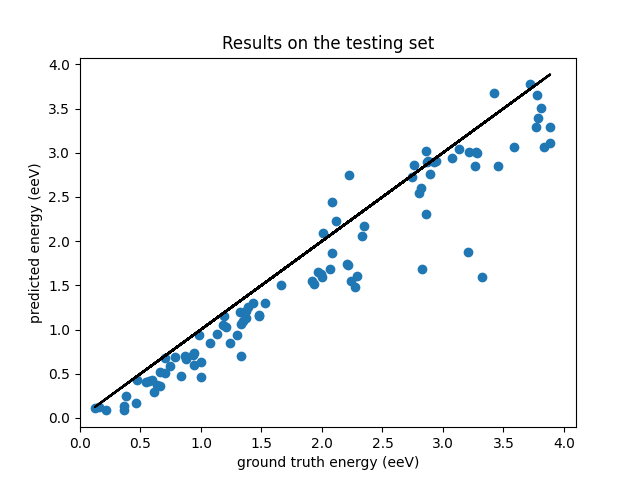 Results on the testing set
4.0
3.5
3.0
2.5
2.0
1.5
1.0
0.5
0.0
predicted energy (eeV)
0.0 0.5 1.0 1.5 2.0 2.5 3.0 3.5 4.0
ground truth energy (eeV)